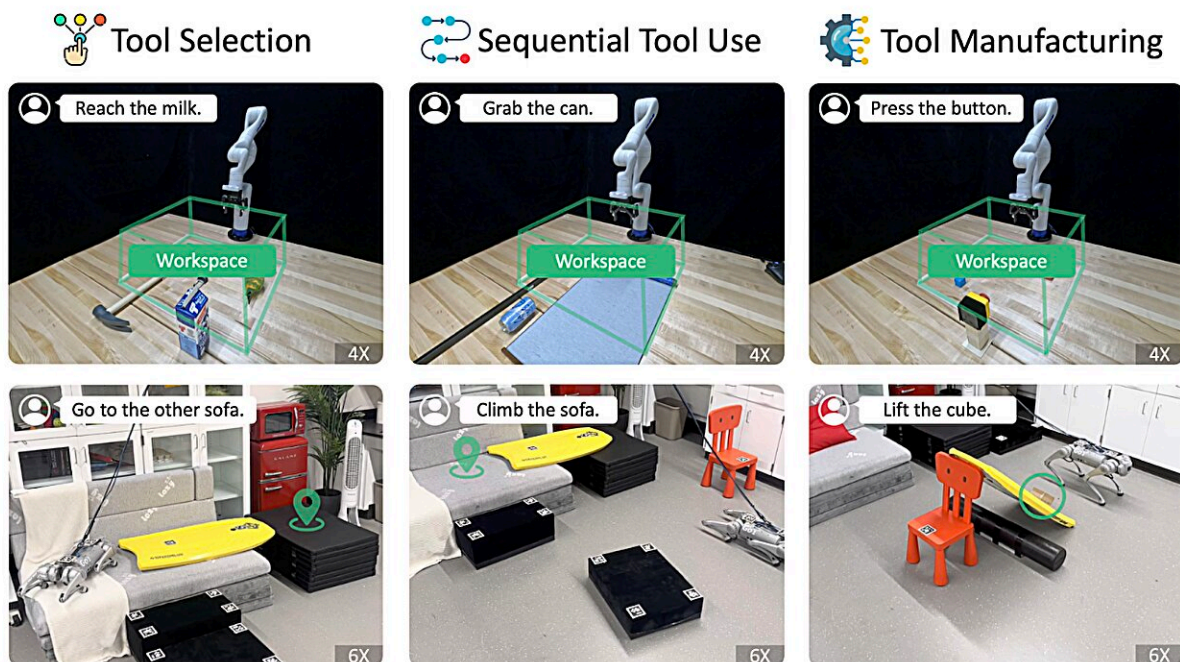 Tool Selection
Sequential Tool Use
Tool Manufacturing
Reach the milk.
Grab the can.
Press the button.
Workspace
Workspace
Workspace
4X
4X
4X
Go to the other sofa.
Climb the sofa.
Lift the cube.
6X
6X
6X